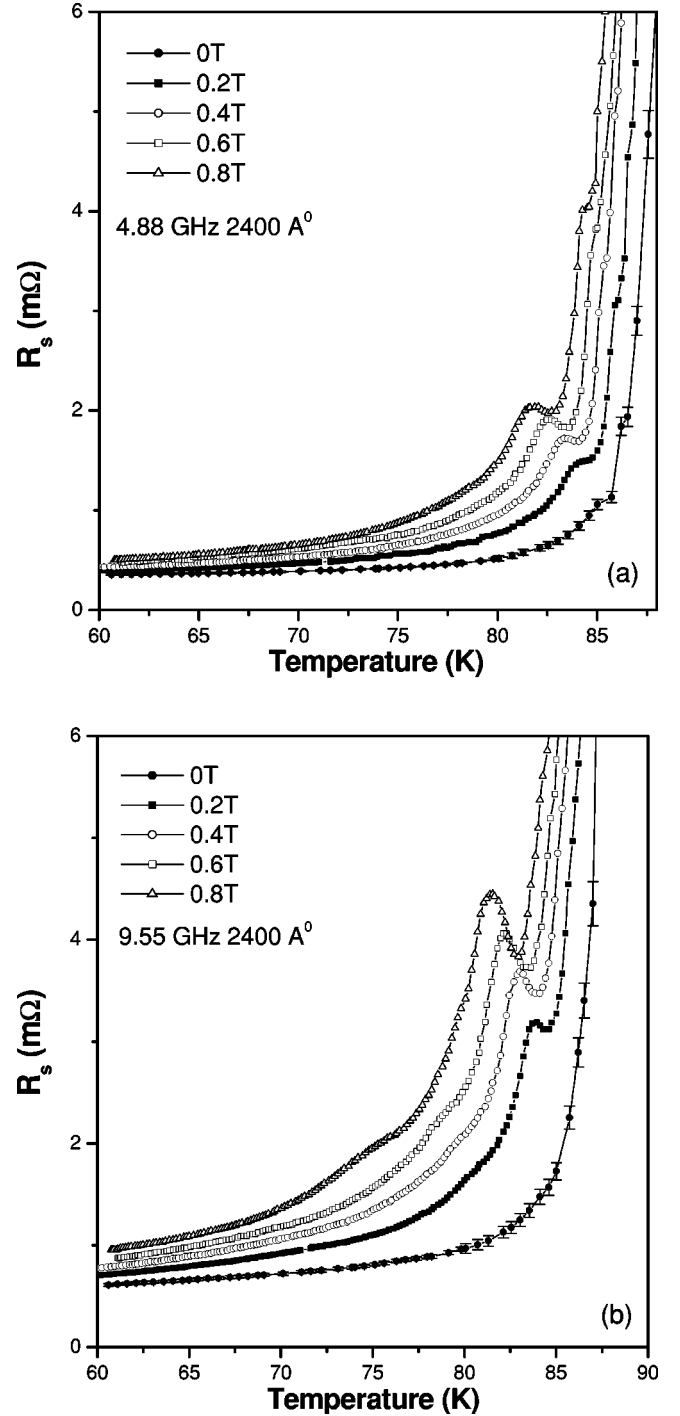 6
4
2
0
R_s (mΩ)
0T
0.2T
0.4T
0.6T
0.8T
4.88 GHz 2400 A⁰
(a)
60 65 70 75 80 85
Temperature (K)
6
4
2
0
R_s (mΩ)
0T
0.2T
0.4T
0.6T
0.8T
9.55 GHz 2400 A⁰
(b)
60 65 70 75 80 85 90
Temperature (K)